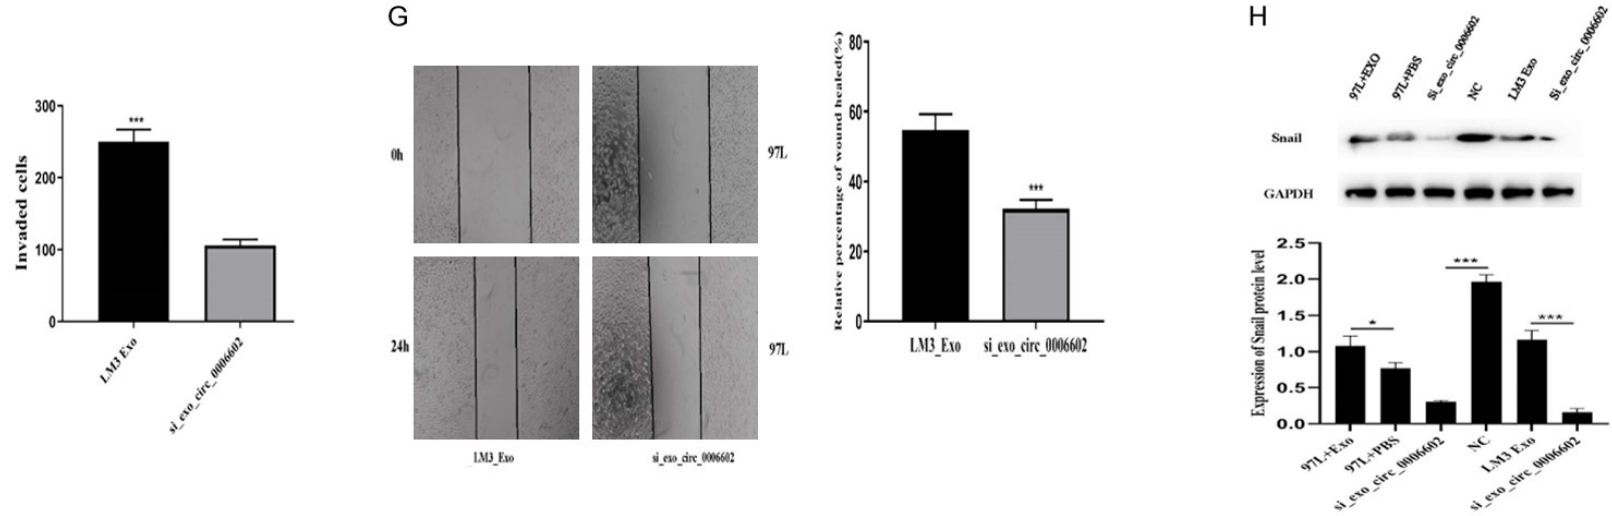 G
H
300
200
100
0
Invaded cells
***
LM3 Exo
si_exo_circ_0006602
0h
97L
24h
97L
LM3_Exo
si_exo_circ_0006602
80
60
40
20
0
Relative percentage of wound healed(%)
***
LM3_Exo
si_exo_circ_0006602
97L+EXO
97L+PBS
Si_exo_circ_0006602
NC
LM3 Exo
Si_exo_circ_0006602
Snail
GAPDH
2.5
2.0
1.5
1.0
0.5
0.0
Expression of Snail protein level
*
***
***
97L+Exo
97L+PBS
si_exo_circ_0006602
NC
LM3 Exo
si_exo_circ_0006602